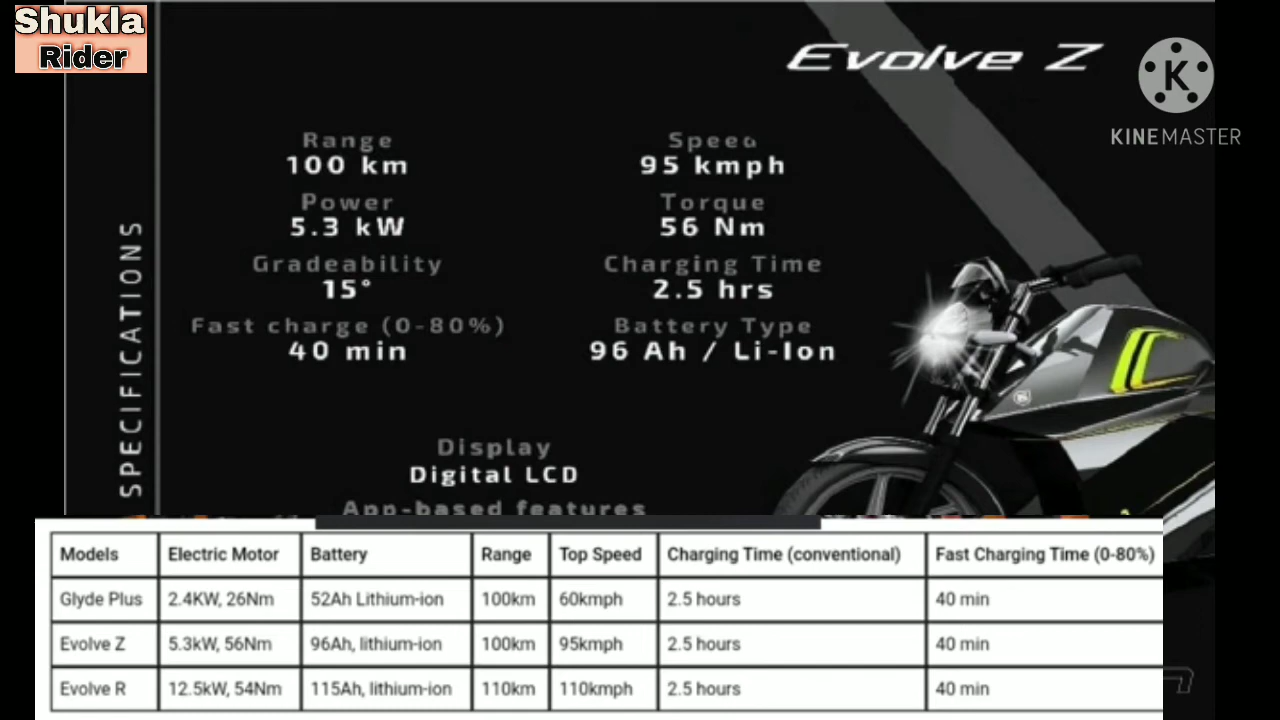 Shukla
Rider
Evolve Z
K
KINEMASTER
SPECIFICATIONS
Range
100 km
Speed
95 kmph
Power
5.3 kW
Torque
56 Nm
Gradeability
15°
Charging Time
2.5 hrs
Fast charge (0-80%)
40 min
Battery Type
96 Ah / Li-Ion
Display
Digital LCD
App-based features
Models Electric Motor Battery Range Top Speed Charging Time (conventional) Fast Charging Time (0-80%)
Glyde Plus 2.4KW, 26Nm 52Ah Lithium-ion 100km 60kmph 2.5 hours 40 min
Evolve Z 5.3kW, 56Nm 96Ah, lithium-ion 100km 95kmph 2.5 hours 40 min
Evolve R 12.5kW, 54Nm 115Ah, lithium-ion 110km 110kmph 2.5 hours 40 min